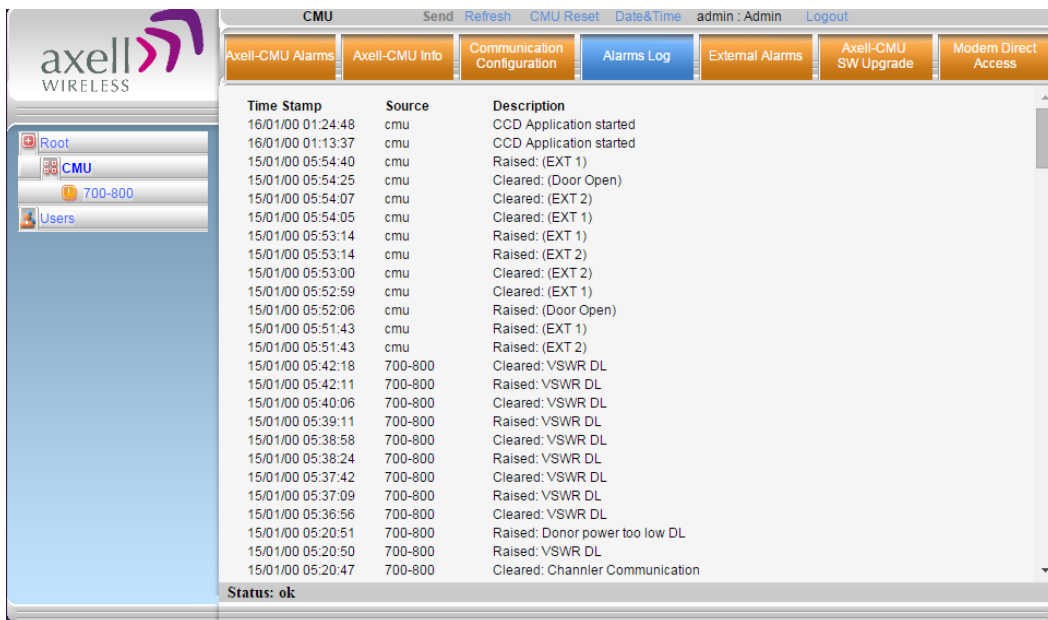 CMU Send Refresh CMU Reset Date&Time admin : Admin Logout
axell
WIRELESS
Axell-CMU Alarms
Axell-CMU Info
Communication
Configuration
Alarms Log
External Alarms
Axell-CMU
SW Upgrade
Modem Direct
Access
Root
CMU
700-800
Users
Time Stamp Source Description
16/01/00 01:24:48 cmu CCD Application started
16/01/00 01:13:37 cmu CCD Application started
15/01/00 05:54:40 cmu Raised: (EXT 1)
15/01/00 05:54:25 cmu Cleared: (Door Open)
15/01/00 05:54:07 cmu Cleared: (EXT 2)
15/01/00 05:54:05 cmu Cleared: (EXT 1)
15/01/00 05:53:14 cmu Raised: (EXT 1)
15/01/00 05:53:14 cmu Raised: (EXT 2)
15/01/00 05:53:00 cmu Cleared: (EXT 2)
15/01/00 05:52:59 cmu Cleared: (EXT 1)
15/01/00 05:52:06 cmu Raised: (Door Open)
15/01/00 05:51:43 cmu Raised: (EXT 1)
15/01/00 05:51:43 cmu Raised: (EXT 2)
15/01/00 05:42:18 700-800 Cleared: VSWR DL
15/01/00 05:42:11 700-800 Raised: VSWR DL
15/01/00 05:40:06 700-800 Cleared: VSWR DL
15/01/00 05:39:11 700-800 Raised: VSWR DL
15/01/00 05:38:58 700-800 Cleared: VSWR DL
15/01/00 05:38:24 700-800 Raised: VSWR DL
15/01/00 05:37:42 700-800 Cleared: VSWR DL
15/01/00 05:37:09 700-800 Raised: VSWR DL
15/01/00 05:36:56 700-800 Cleared: VSWR DL
15/01/00 05:20:51 700-800 Raised: Donor power too low DL
15/01/00 05:20:50 700-800 Raised: VSWR DL
15/01/00 05:20:47 700-800 Cleared: Channler Communication
Status: ok